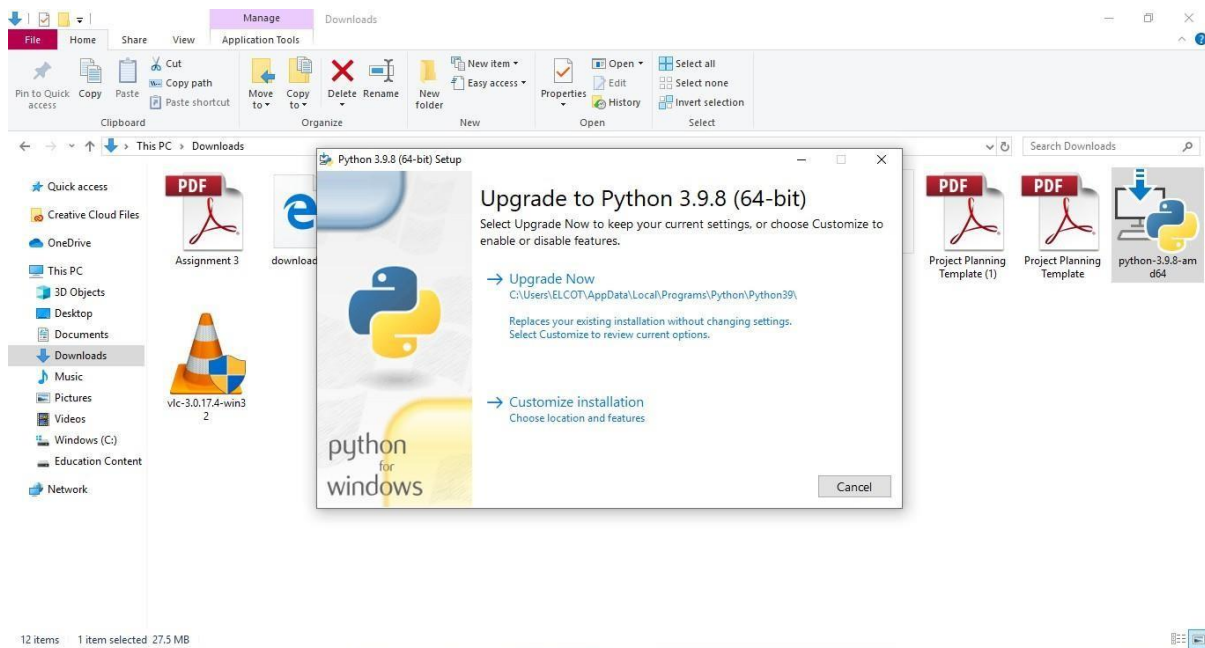 Manage
Downloads
File
Home
Share
View
Application Tools
Pin to Quick access
Copy
Paste
Cut
Copy path
Paste shortcut
Clipboard
Move to
Copy to
Delete
Rename
Organize
New folder
New item
Easy access
New
Properties
Open
Edit
History
Open
Select all
Select none
Invert selection
Select
This PC > Downloads
Search Downloads
Quick access
Creative Cloud Files
OneDrive
This PC
3D Objects
Desktop
Documents
Downloads
Music
Pictures
Videos
Windows (C:)
Education Content
Network
PDF
Assignment 3
download
vlc-3.0.17.4-win3
2
Python 3.9.8 (64-bit) Setup
Upgrade to Python 3.9.8 (64-bit)
Select Upgrade Now to keep your current settings, or choose Customize to
enable or disable features.
Upgrade Now
C:\Users\ELCOT\AppData\Local\Programs\Python\Python39\
Replaces your existing installation without changing settings.
Select Customize to review current options.
Customize installation
Choose location and features
python
for
windows
Cancel
PDF
Project Planning
Template (1)
PDF
Project Planning
Template
python-3.9.8-am
d64
12 items
1 item selected 27.5 MB